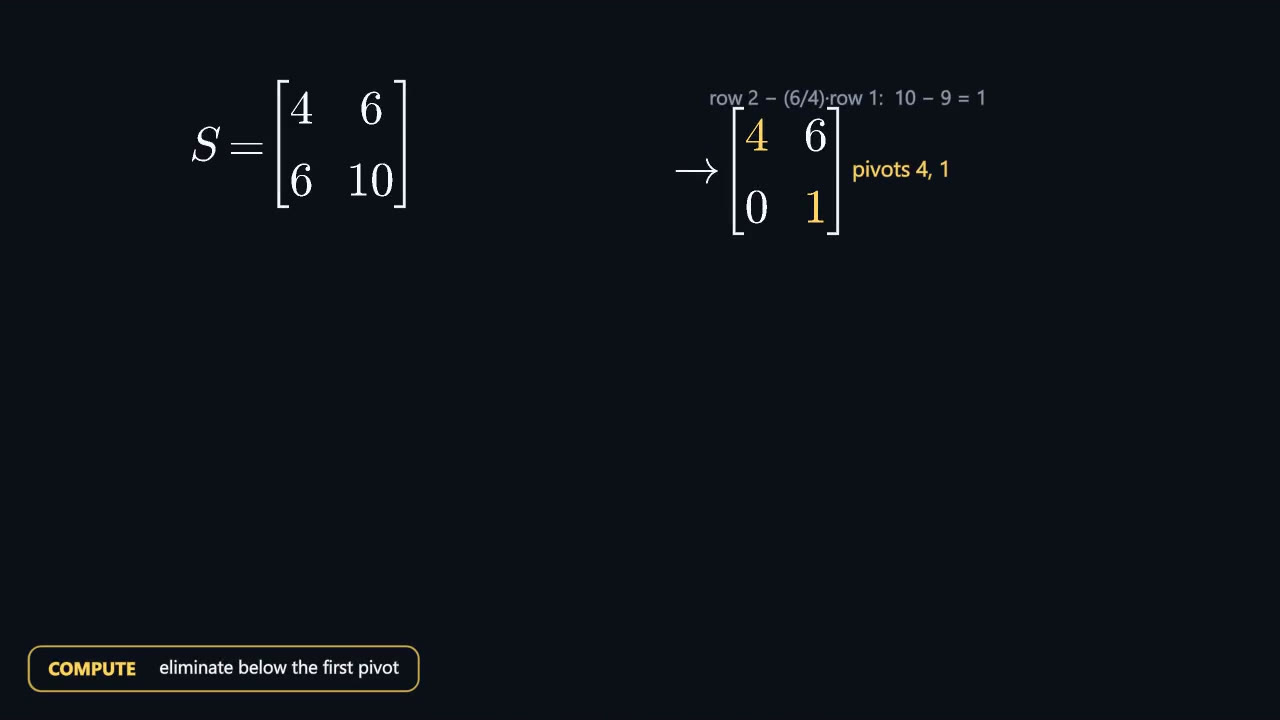 S = [4 6
6 10]
row 2 − (6/4)·row 1: 10 − 9 = 1
→ [4 6
0 1] pivots 4, 1
COMPUTE eliminate below the first pivot